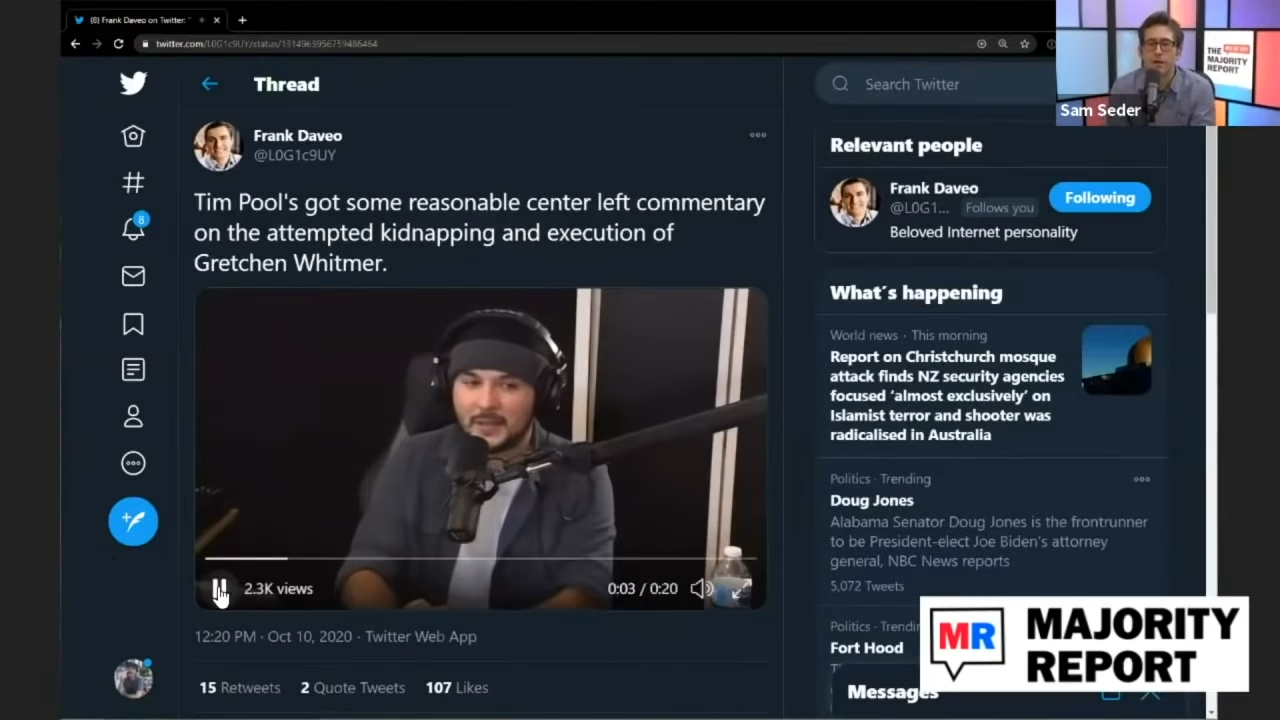 (8) Frank Daveo on Twitter: "
twitter.com/L0G1c9UY/status/1314963956759486464
Sam Seder
THE
MAJORITY
REPORT
Thread
Search Twitter
Frank Daveo
@L0G1c9UY
Tim Pool's got some reasonable center left commentary
on the attempted kidnapping and execution of
Gretchen Whitmer.
2.3K views
0:03 / 0:20
12:20 PM · Oct 10, 2020 · Twitter Web App
15 Retweets 2 Quote Tweets 107 Likes
8
Relevant people
Frank Daveo
@L0G1... Follows you
Following
Beloved Internet personality
What´s happening
World news · This morning
Report on Christchurch mosque
attack finds NZ security agencies
focused ‘almost exclusively’ on
Islamist terror and shooter was
radicalised in Australia
Politics · Trending
Doug Jones
Alabama Senator Doug Jones is the frontrunner
to be President-elect Joe Biden's attorney
general, NBC News reports
5,072 Tweets
Politics · Trending
Fort Hood
Messages
MR MAJORITY
REPORT